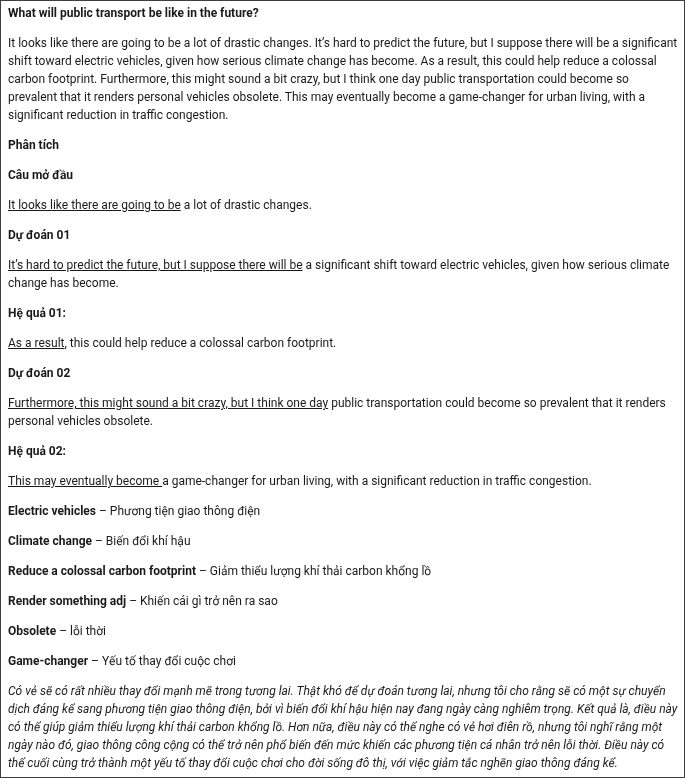 What will public transport be like in the future?
It looks like there are going to be a lot of drastic changes. It's hard to predict the future, but I suppose there will be a significant
shift toward electric vehicles, given how serious climate change has become. As a result, this could help reduce a colossal
carbon footprint. Furthermore, this might sound a bit crazy, but I think one day public transportation could become so
prevalent that it renders personal vehicles obsolete. This may eventually become a game-changer for urban living, with a
significant reduction in traffic congestion.
Phân tích
Câu mở đầu
It looks like there are going to be a lot of drastic changes.
Dự đoán 01
It's hard to predict the future, but I suppose there will be a significant shift toward electric vehicles, given how serious climate
change has become.
Hệ quả 01:
As a result, this could help reduce a colossal carbon footprint.
Dự đoán 02
Furthermore, this might sound a bit crazy, but I think one day public transportation could become so prevalent that it renders
personal vehicles obsolete.
Hệ quả 02:
This may eventually become a game-changer for urban living, with a significant reduction in traffic congestion.
Electric vehicles – Phương tiện giao thông điện
Climate change – Biến đổi khí hậu
Reduce a colossal carbon footprint – Giảm thiểu lượng khí thải carbon khổng lồ
Render something adj – Khiến cái gì trở nên ra sao
Obsolete – lỗi thời
Game-changer – Yếu tố thay đổi cuộc chơi
Có vẻ sẽ có rất nhiều thay đổi mạnh mẽ trong tương lai. Thật khó để dự đoán tương lai, nhưng tôi cho rằng sẽ có một sự chuyển
dịch đáng kể sang phương tiện giao thông điện, bởi vì biến đổi khí hậu hiện nay đang ngày càng nghiêm trọng. Kết quả là, điều này
có thể giúp giảm thiểu lượng khí thải carbon khổng lồ. Hơn nữa, điều này có thể nghe có vẻ hơi điên rồ, nhưng tôi nghĩ rằng một
ngày nào đó, giao thông công cộng có thể trở nên phổ biến đến mức khiến các phương tiện cá nhân trở nên lỗi thời. Điều này có
thể cuối cùng trở thành một yếu tố thay đổi cuộc chơi cho đời sống đô thị, với việc giảm tắc nghẽn giao thông đáng kể.